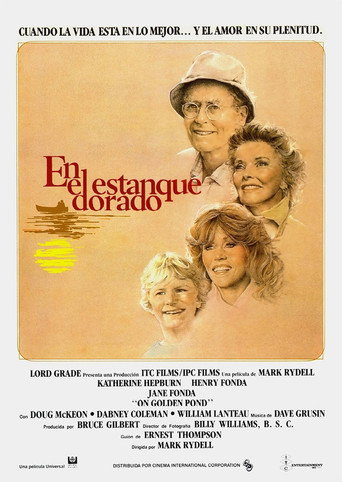 CUANDO LA VIDA ESTA EN LO MEJOR... Y EL AMOR EN SU PLENITUD.
En
el estanque
dorado
LORD GRADE Presenta una Producción ITC FILMS/IPC FILMS Una película de MARK RYDELL
KATHERINE HEPBURN HENRY FONDA
JANE FONDA
"ON GOLDEN POND"
Con DOUG McKEON • DABNEY COLEMAN • WILLIAM LANTEAU Música de DAVE GRUSIN
Producida por BRUCE GILBERT Director de Fotografía BILLY WILLIAMS, B. S. C.
Guión de ERNEST THOMPSON
Dirigida por MARK RYDELL
Una película Universal
DISTRIBUIDA POR CINEMA INTERNATIONAL CORPORATION
ENTERTAINMENT